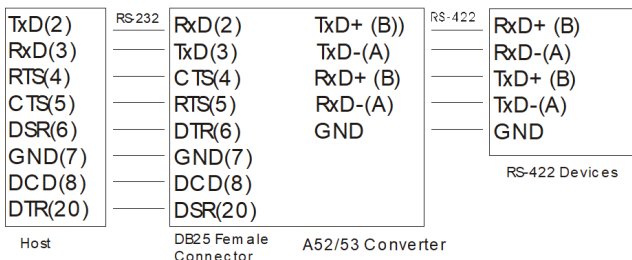 TxD(2)
RxD(3)
RTS(4)
CTS(5)
DSR(6)
GND(7)
DCD(8)
DTR(20)
Host
RS-232
RxD(2)
TxD(3)
CTS(4)
RTS(5)
DTR(6)
GND(7)
DCD(8)
DSR(20)
DB25 Female
Connector
TxD+ (B))
TxD-(A)
RxD+ (B)
RxD-(A)
GND
A52/53 Converter
RS-422
RxD+ (B)
RxD-(A)
TxD+ (B)
TxD-(A)
GND
RS-422 Devices